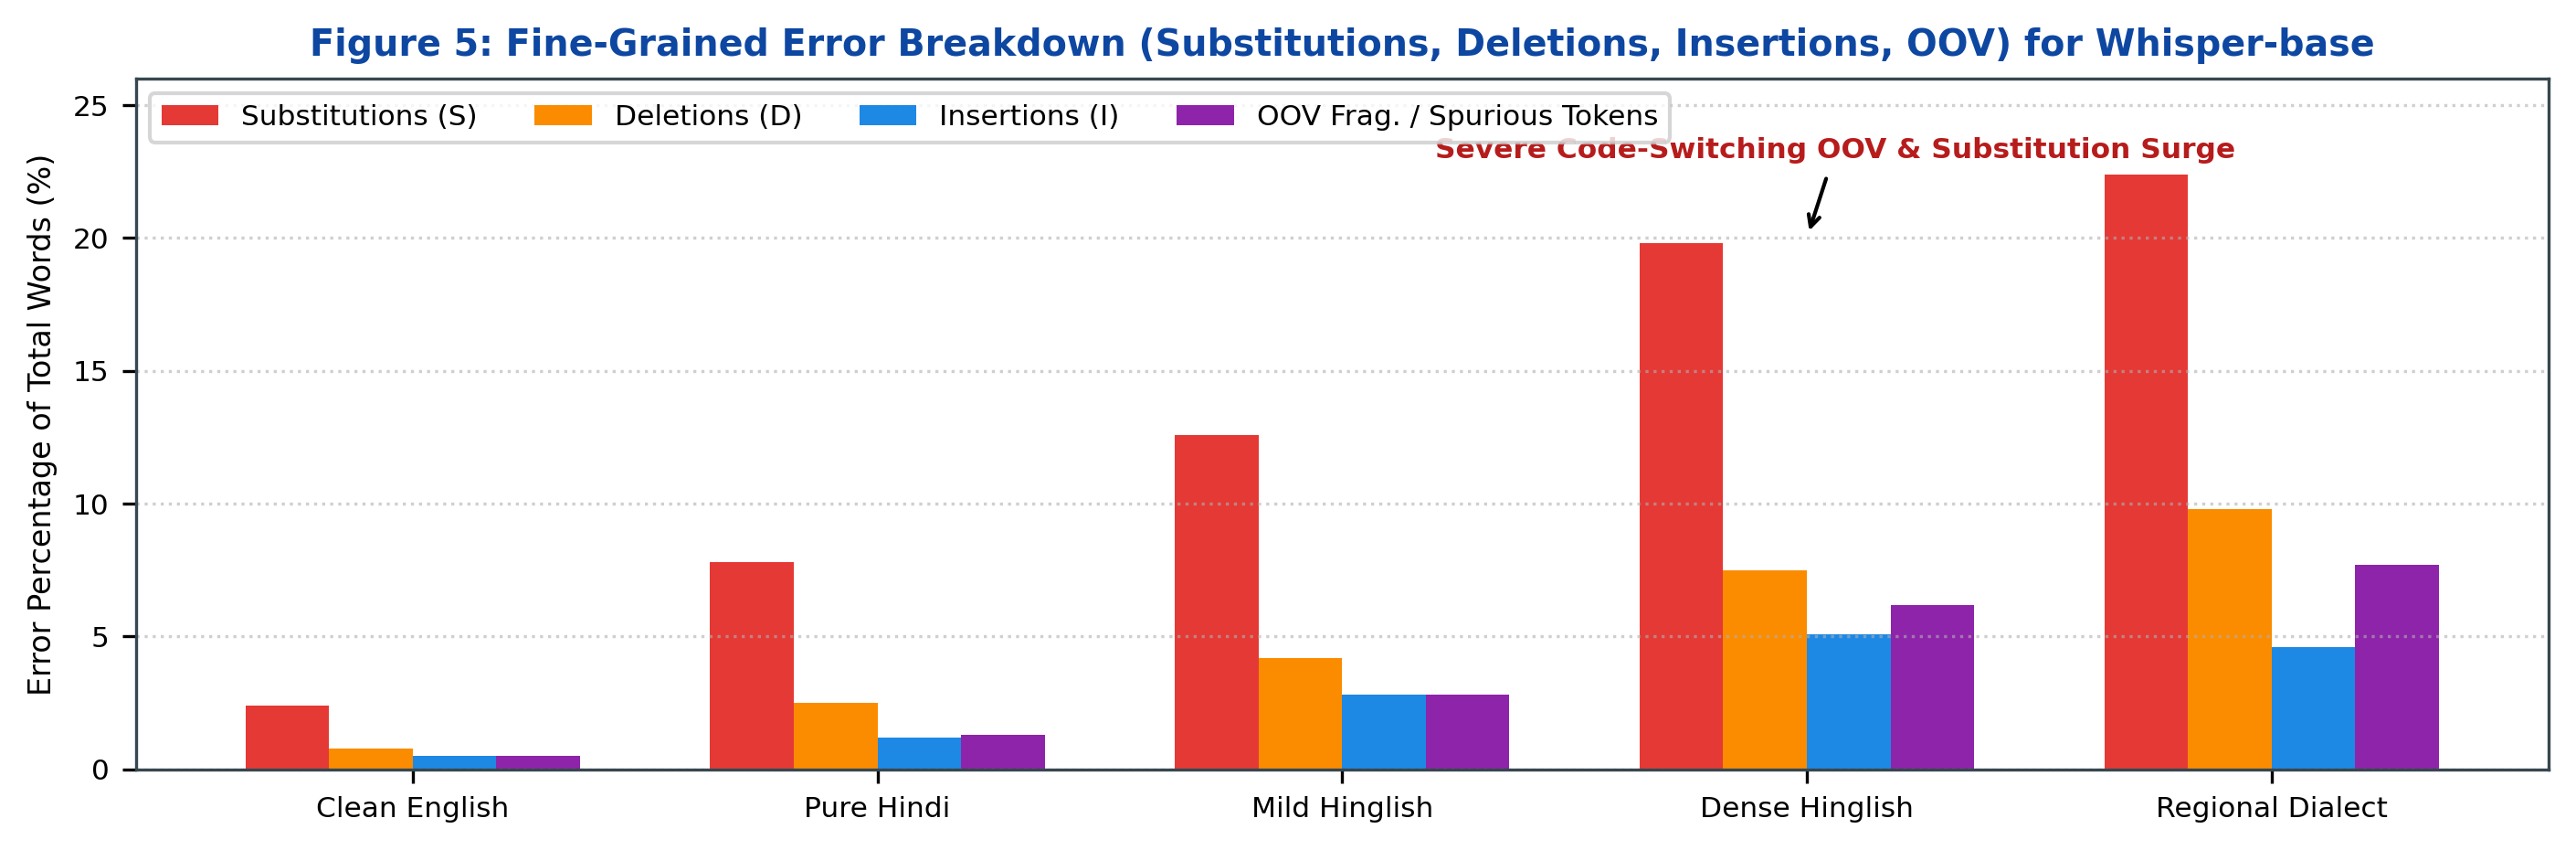 Figure 5: Fine-Grained Error Breakdown (Substitutions, Deletions, Insertions, OOV) for Whisper-base
Substitutions (S) Deletions (D) Insertions (I) OOV Frag. / Spurious Tokens
Severe Code-Switching OOV & Substitution Surge
Error Percentage of Total Words (%)
25
20
15
10
5
0
Clean English Pure Hindi Mild Hinglish Dense Hinglish Regional Dialect